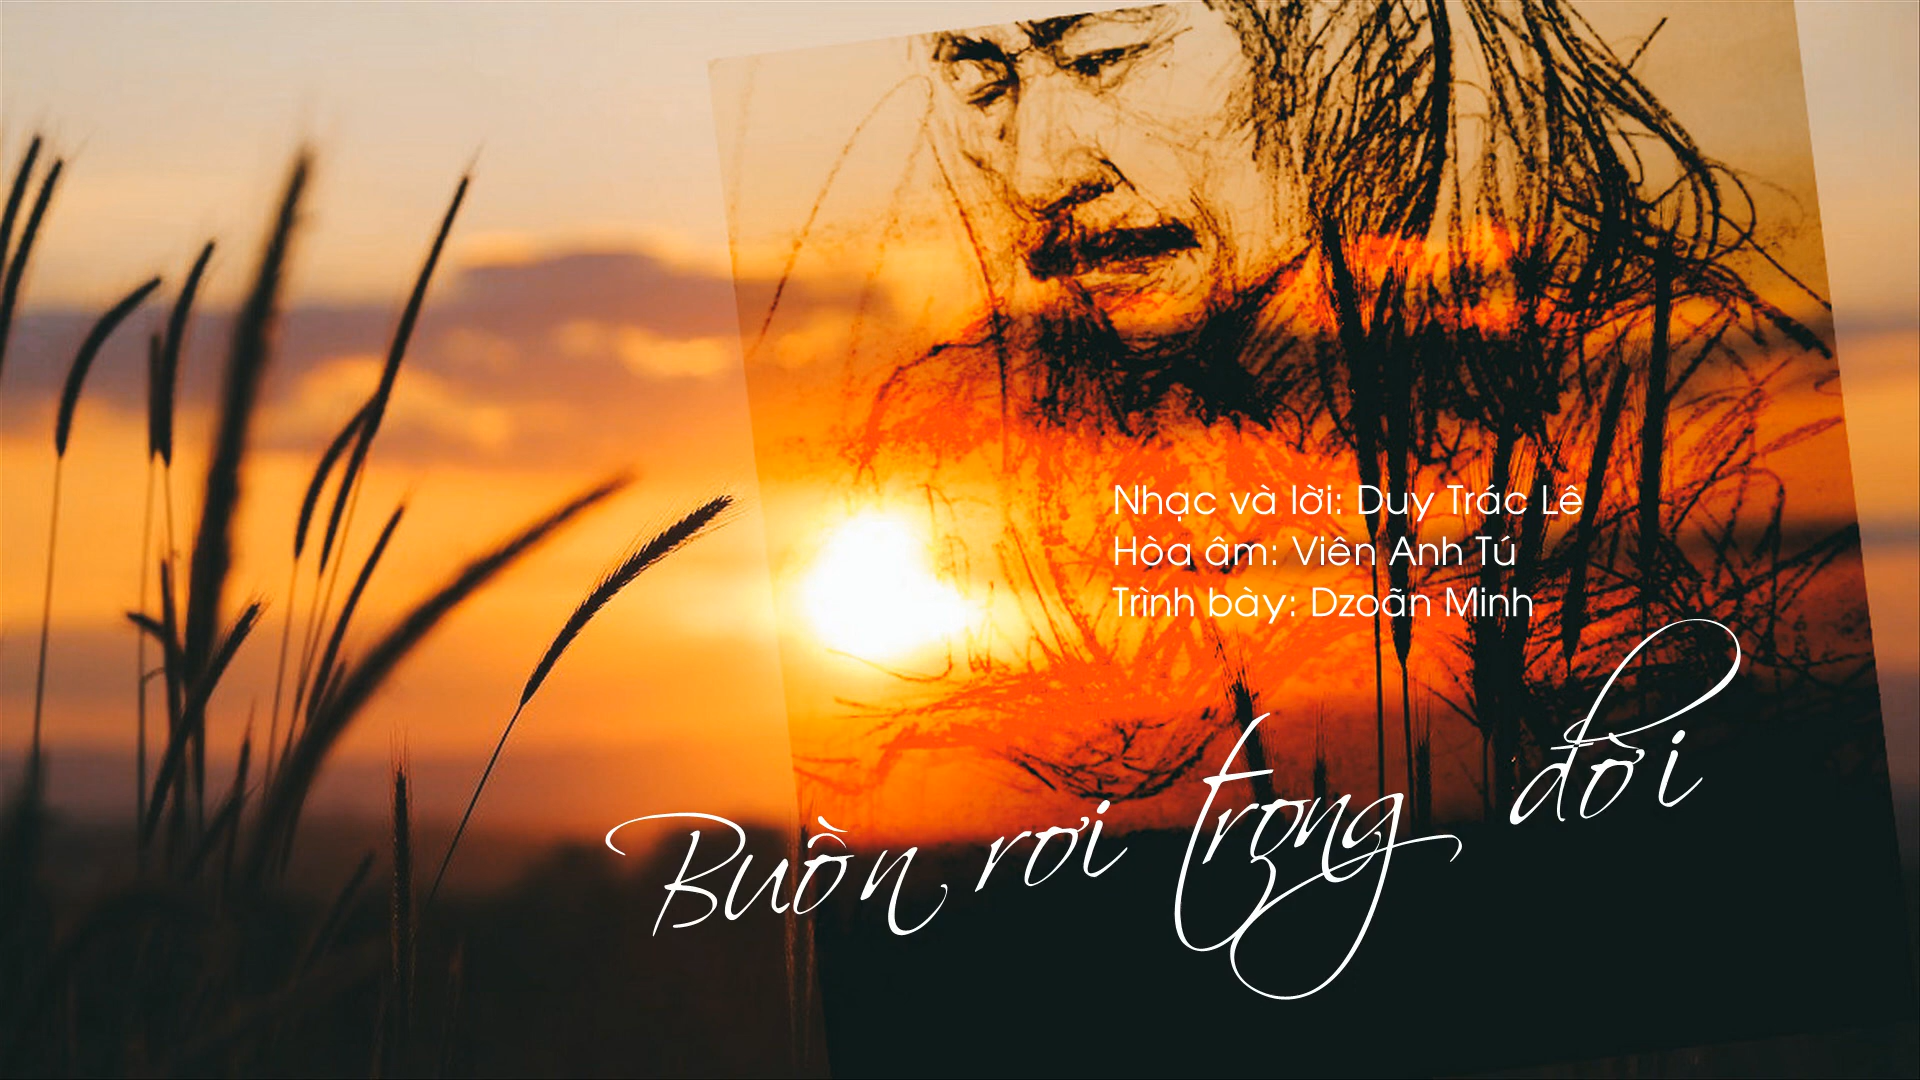 Nhạc và lời: Duy Trác Lê
Hòa âm: Viên Anh Tú
Trình bày: Dzoãn Minh
Buồn rơi trong đời